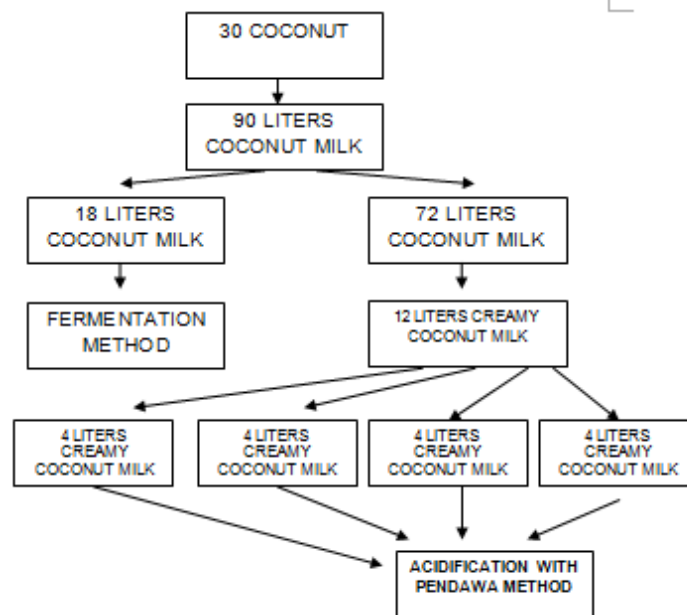 30 COCONUT
90 LITERS
COCONUT MILK
18 LITERS
COCONUT MILK
72 LITERS
COCONUT MILK
FERMENTATION
METHOD
12 LITERS CREAMY
COCONUT MILK
4 LITERS
CREAMY
COCONUT MILK
4 LITERS
CREAMY
COCONUT MILK
4 LITERS
CREAMY
COCONUT MILK
4 LITERS
CREAMY
COCONUT MILK
ACIDIFICATION WITH
PENDAWA METHOD